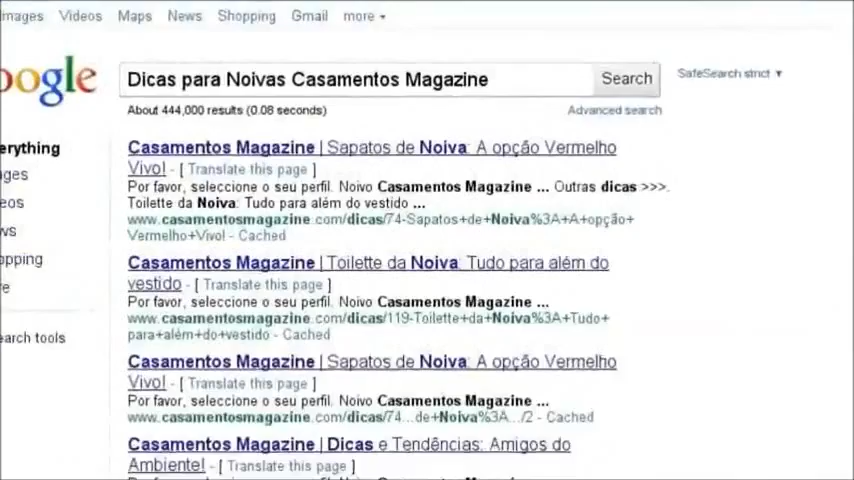 images Videos Maps News Shopping Gmail more
oogle
Dicas para Noivas Casamentos Magazine
Search
SafeSearch strict
About 444,000 results (0.08 seconds)
Advanced search
erything
Casamentos Magazine | Sapatos de Noiva: A opção Vermelho
Vivo! - [ Translate this page ]
ges
Por favor, seleccione o seu perfil. Noivo Casamentos Magazine ... Outras dicas >>>.
eos
Toilette da Noiva: Tudo para além do vestido ...
www.casamentosmagazine.com/dicas/74-Sapatos+de+Noiva%3A+A+opção+
ws
Vermelho+Vivo! - Cached
opping
Casamentos Magazine | Toilette da Noiva: Tudo para além do
vestido - [ Translate this page ]
re
Por favor, seleccione o seu perfil. Noivo Casamentos Magazine ...
www.casamentosmagazine.com/dicas/119-Toilette+da+Noiva%3A+Tudo+
para+além+do+vestido - Cached
earch tools
Casamentos Magazine | Sapatos de Noiva: A opção Vermelho
Vivo! - [ Translate this page ]
Por favor, seleccione o seu perfil. Noivo Casamentos Magazine ...
www.casamentosmagazine.com/dicas/74...de+Noiva%3A.../2 - Cached
Casamentos Magazine | Dicas e Tendências: Amigos do
Ambiente! - [ Translate this page ]